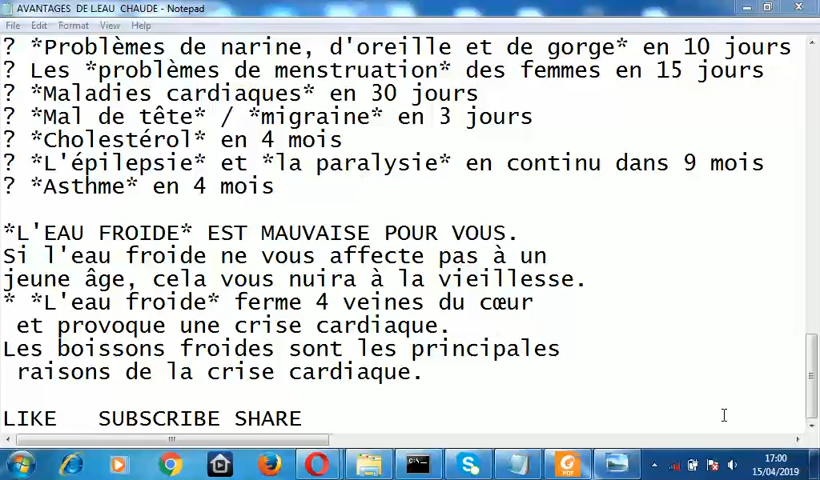 AVANTAGES DE L.EAU CHAUDE - Notepad
File Edit Format View Help
? *Problèmes de narine, d'oreille et de gorge* en 10 jours
? Les *problèmes de menstruation* des femmes en 15 jours
? *Maladies cardiaques* en 30 jours
? *Mal de tête* / *migraine* en 3 jours
? *Cholestérol* en 4 mois
? *L'épilepsie* et *la paralysie* en continu dans 9 mois
? *Asthme* en 4 mois
*L'EAU FROIDE* EST MAUVAISE POUR VOUS.
Si l'eau froide ne vous affecte pas à un
jeune âge, cela vous nuira à la vieillesse.
* *L'eau froide* ferme 4 veines du cœur
et provoque une crise cardiaque.
Les boissons froides sont les principales
raisons de la crise cardiaque.
LIKE SUBSCRIBE SHARE
PDF
17:00
15/04/2019